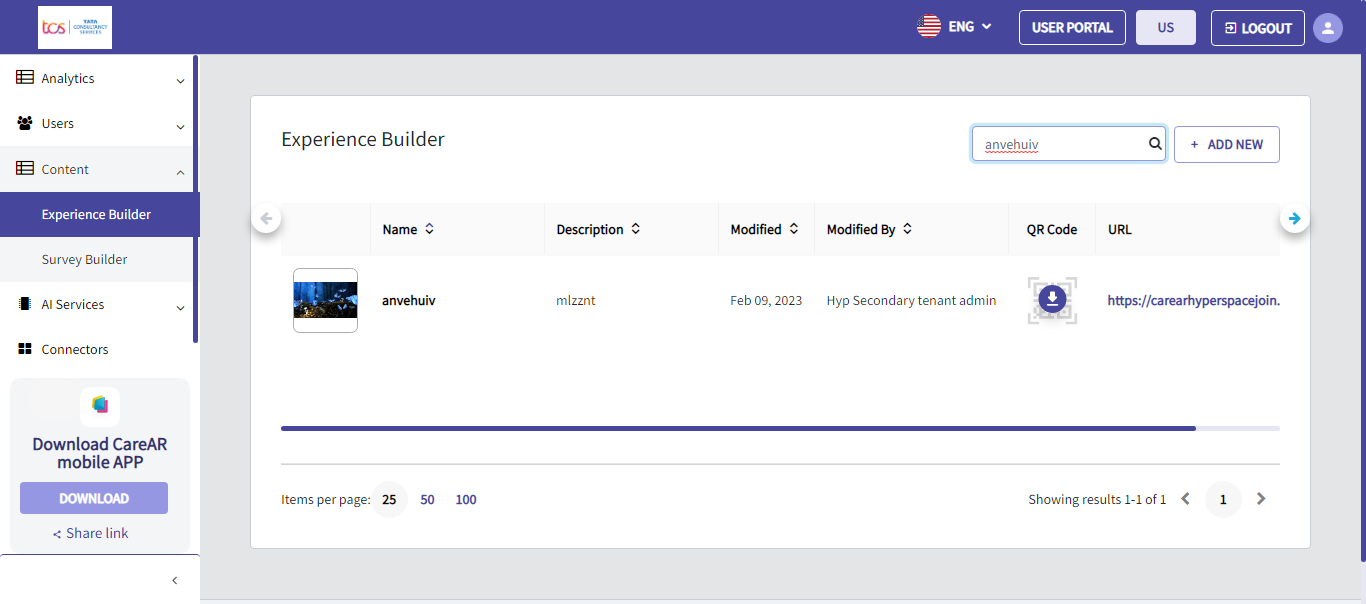 tcs TATA
CONSULTANCY
SERVICES
ENG
USER PORTAL
US
LOGOUT
Analytics
Users
Content
Experience Builder
Survey Builder
AI Services
Connectors
Download CareAR
mobile APP
DOWNLOAD
Share link
Experience Builder
anvehuiv
+ ADD NEW
Name Description Modified Modified By QR Code URL
anvehuiv mlzznt Feb 09, 2023 Hyp Secondary tenant admin https://carearhyperspacejoin.
Items per page: 25 50 100
Showing results 1-1 of 1 1